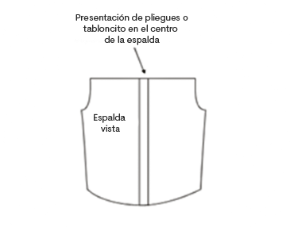 Presentación de pliegues o
tabloncito en el centro
de la espalda
Espalda
vista